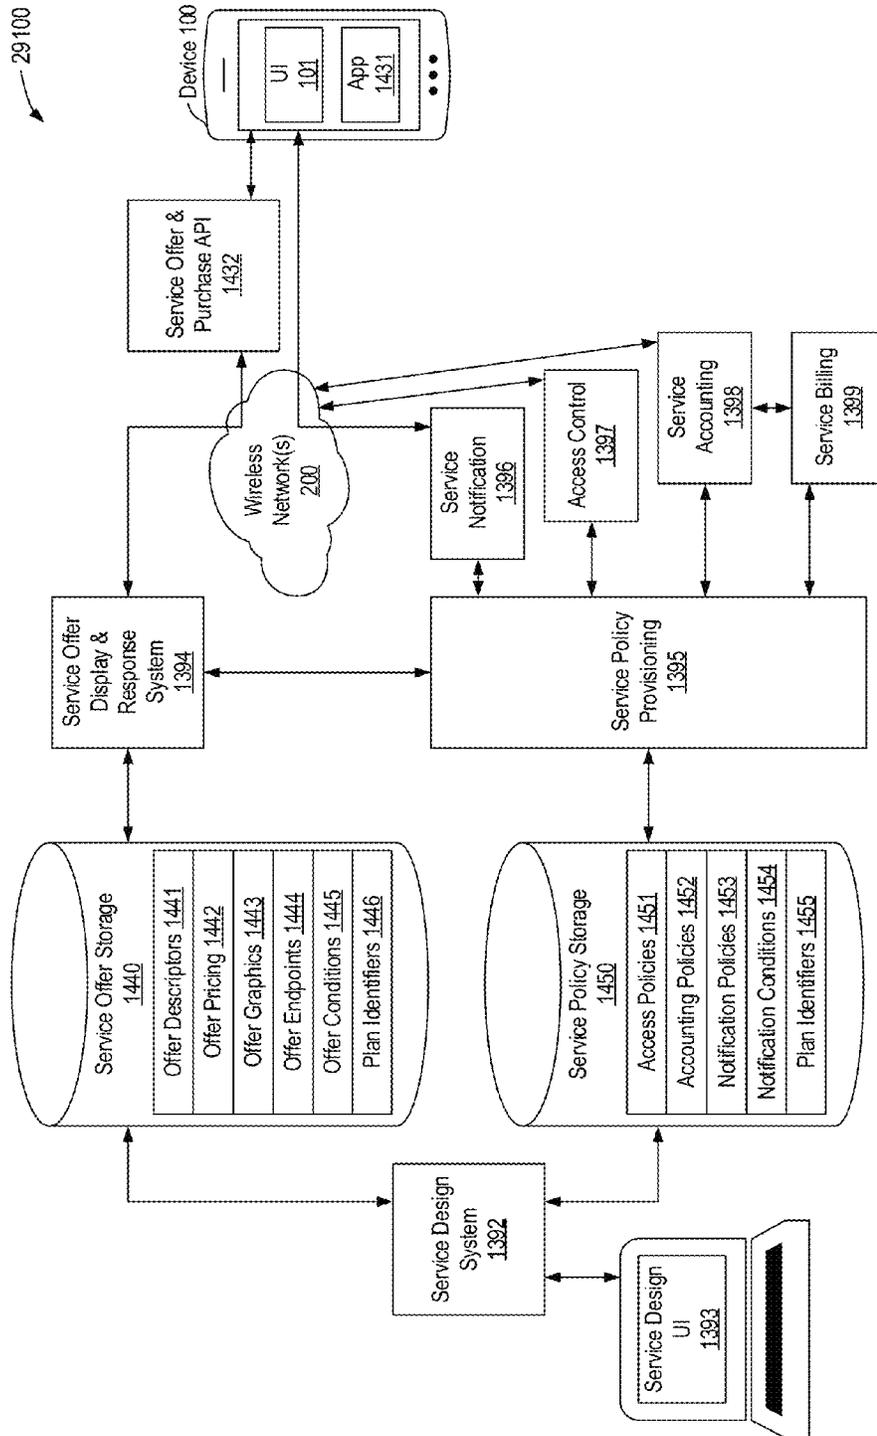 29100
Device 100
UI
101
App
1431
Service Offer &
Purchase API
1432
Wireless
Network(s)
200
Service Offer
Display &
Response
System
1394
Service
Notification
1396
Access Control
1397
Service
Accounting
1398
Service Billing
1399
Service Policy
Provisioning
1395
Service Offer Storage
1440
Offer Descriptors 1441
Offer Pricing 1442
Offer Graphics 1443
Offer Endpoints 1444
Offer Conditions 1445
Plan Identifiers 1446
Service Policy Storage
1450
Access Policies 1451
Accounting Policies 1452
Notification Policies 1453
Notification Conditions 1454
Plan Identifiers 1455
Service Design
System
1392
Service Design
UI
1393